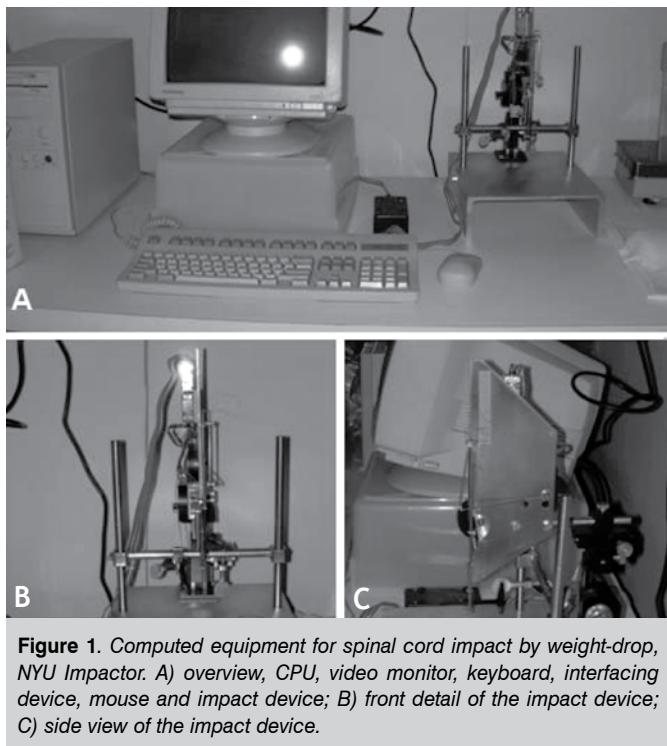 A
B
C
Figure 1. Computed equipment for spinal cord impact by weight-drop,
NYU Impactor. A) overview, CPU, video monitor, keyboard, interfacing
device, mouse and impact device; B) front detail of the impact device;
C) side view of the impact device.